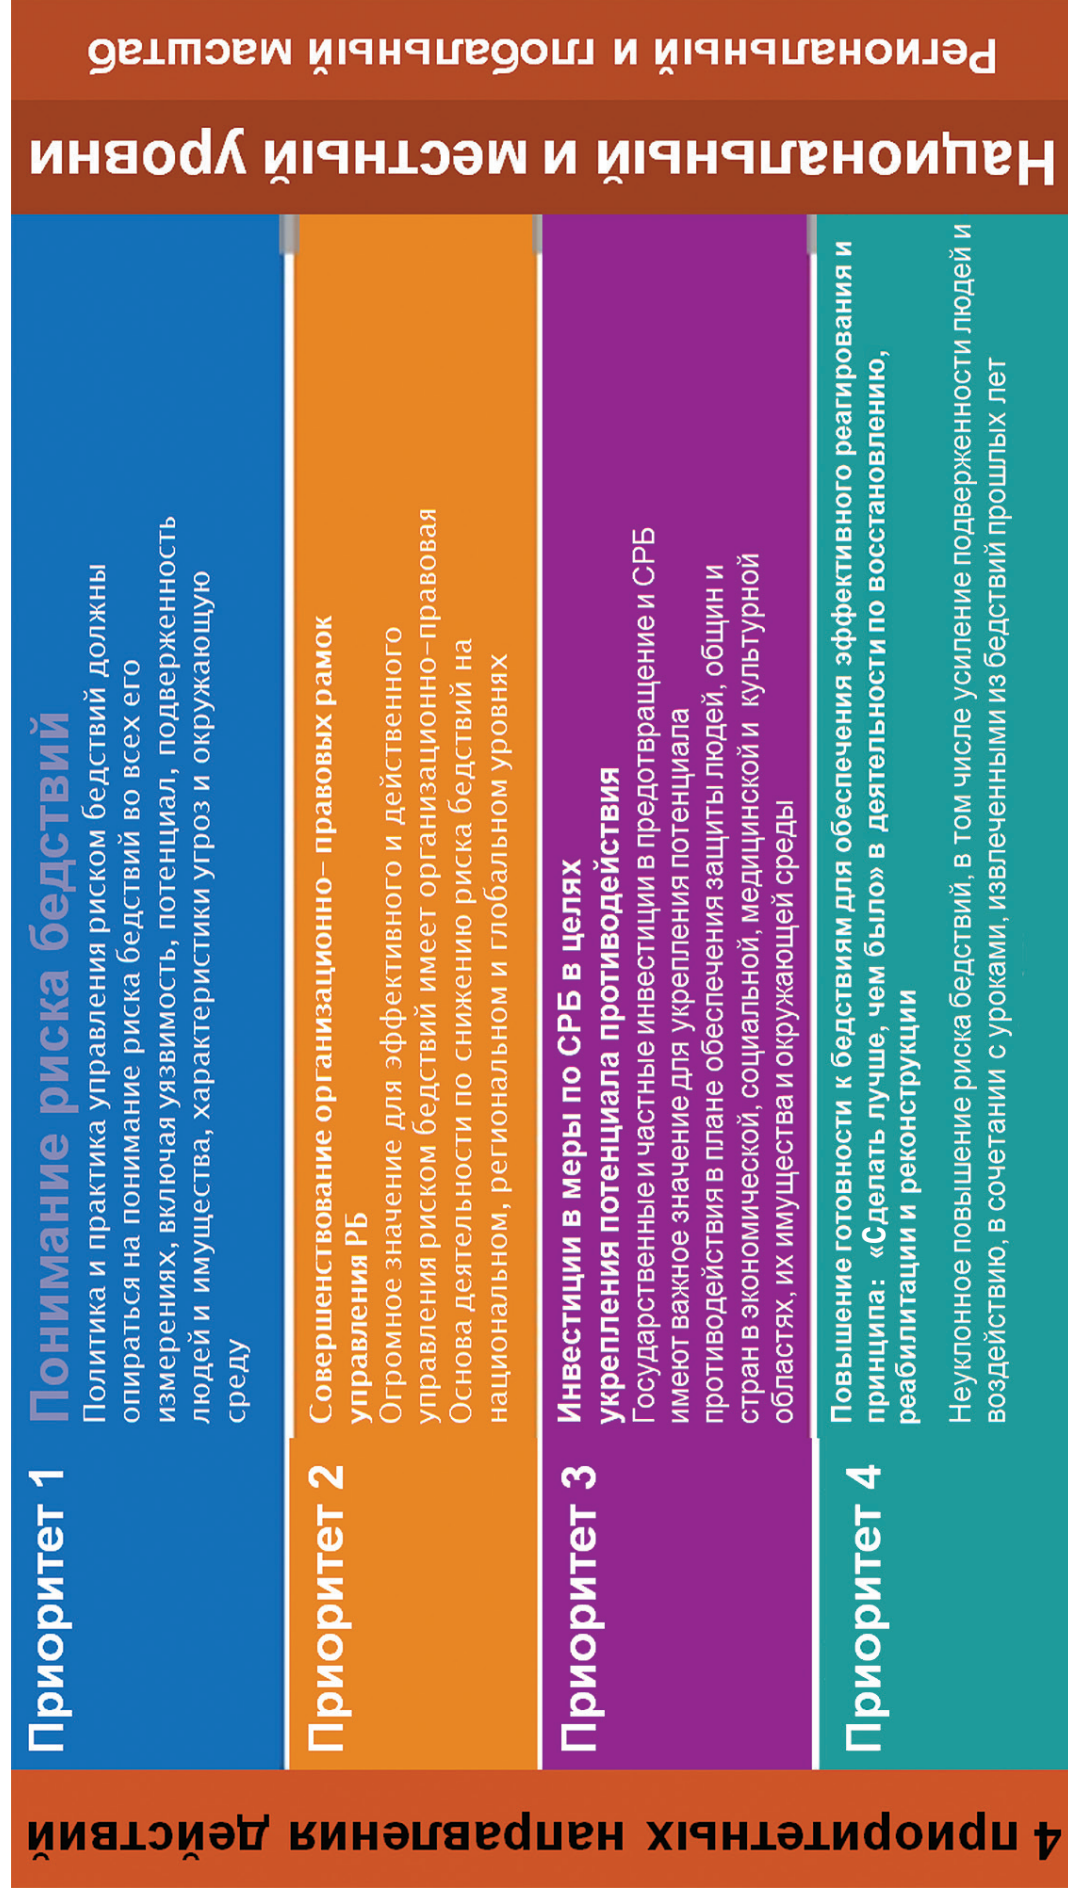 4 приоритетных направления действий
Приоритет 1
Понимание риска бедствий
Политика и практика управления риском бедствий должны
опираться на понимание риска бедствий во всех его
измерениях, включая уязвимость, потенциал, подверженность
людей и имущества, характеристики угроз и окружающую
среду
Приоритет 2
Совершенствование организационно– правовых рамок
управления РБ
Огромное значение для эффективного и действенного
управления риском бедствий имеет организационно–правовая
Основа деятельности по снижению риска бедствий на
национальном, региональном и глобальном уровнях
Приоритет 3
Инвестиции в меры по СРБ в целях
укрепления потенциала противодействия
Государственные и частные инвестиции в предотвращение и СРБ
имеют важное значение для укрепления потенциала
противодействия в плане обеспечения защиты людей, общин и
стран в экономической, социальной, медицинской и культурной
областях, их имущества и окружающей среды
Приоритет 4
Повышение готовности к бедствиям для обеспечения эффективного реагирования и
принципа: «Сделать лучше, чем было» в деятельности по восстановлению,
реабилитации и реконструкции
Неуклонное повышение риска бедствий, в том числе усиление подверженности людей и
воздействию, в сочетании с уроками, извлеченными из бедствий прошлых лет
Национальный и местный уровни
Региональный и глобальный масштаб